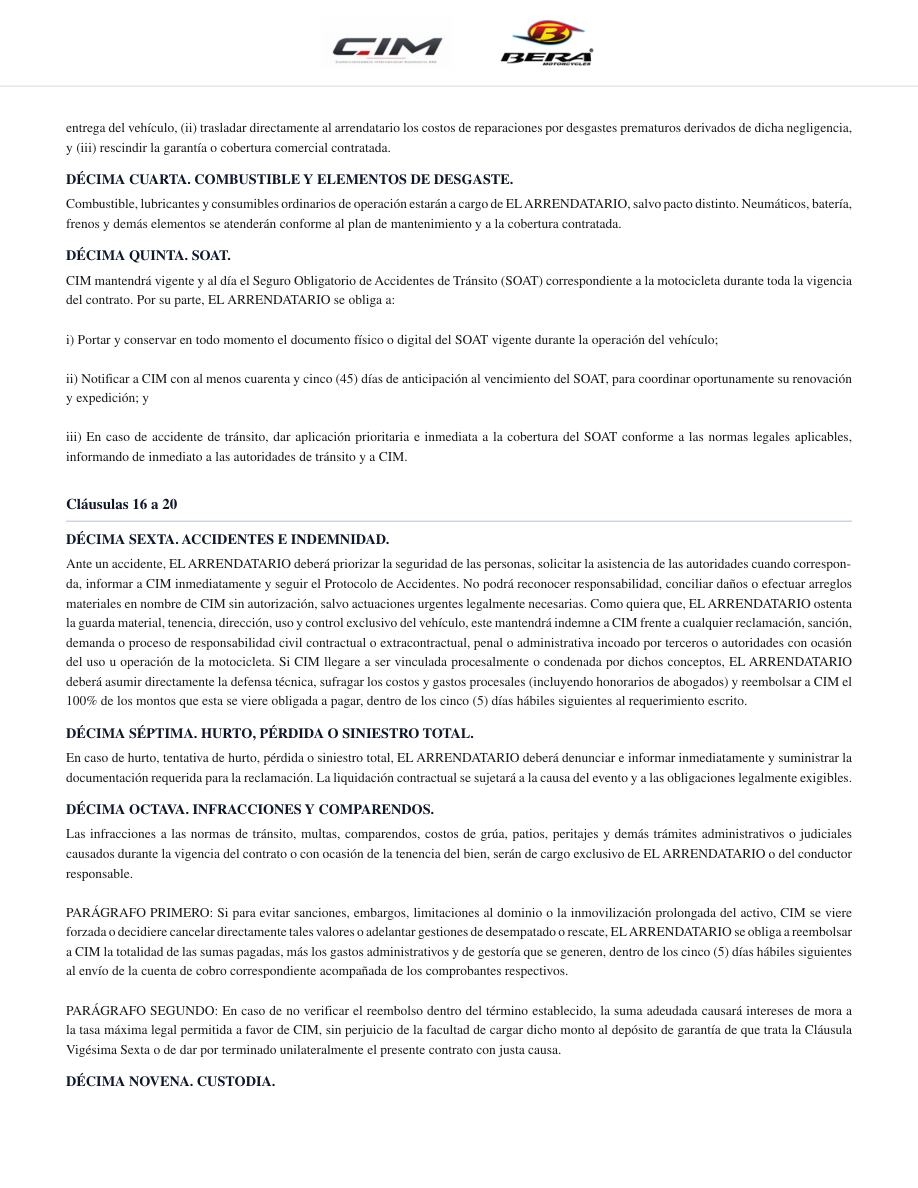 CIM
BERA
MOTORCYCLES
entrega del vehículo, (ii) trasladar directamente al arrendatario los costos de reparaciones por desgastes prematuros derivados de dicha negligencia,
y (iii) rescindir la garantía o cobertura comercial contratada.
DÉCIMA CUARTA. COMBUSTIBLE Y ELEMENTOS DE DESGASTE.
Combustible, lubricantes y consumibles ordinarios de operación estarán a cargo de EL ARRENDATARIO, salvo pacto distinto. Neumáticos, batería,
frenos y demás elementos se atenderán conforme al plan de mantenimiento y a la cobertura contratada.
DÉCIMA QUINTA. SOAT.
CIM mantendrá vigente y al día el Seguro Obligatorio de Accidentes de Tránsito (SOAT) correspondiente a la motocicleta durante toda la vigencia
del contrato. Por su parte, EL ARRENDATARIO se obliga a:
i) Portar y conservar en todo momento el documento físico o digital del SOAT vigente durante la operación del vehículo;
ii) Notificar a CIM con al menos cuarenta y cinco (45) días de anticipación al vencimiento del SOAT, para coordinar oportunamente su renovación
y expedición; y
iii) En caso de accidente de tránsito, dar aplicación prioritaria e inmediata a la cobertura del SOAT conforme a las normas legales aplicables,
informando de inmediato a las autoridades de tránsito y a CIM.
Cláusulas 16 a 20
DÉCIMA SEXTA. ACCIDENTES E INDEMNIDAD.
Ante un accidente, EL ARRENDATARIO deberá priorizar la seguridad de las personas, solicitar la asistencia de las autoridades cuando correspon-
da, informar a CIM inmediatamente y seguir el Protocolo de Accidentes. No podrá reconocer responsabilidad, conciliar daños o efectuar arreglos
materiales en nombre de CIM sin autorización, salvo actuaciones urgentes legalmente necesarias. Como quiera que, EL ARRENDATARIO ostenta
la guarda material, tenencia, dirección, uso y control exclusivo del vehículo, este mantendrá indemne a CIM frente a cualquier reclamación, sanción,
demanda o proceso de responsabilidad civil contractual o extracontractual, penal o administrativa incoado por terceros o autoridades con ocasión
del uso u operación de la motocicleta. Si CIM llegare a ser vinculada procesalmente o condenada por dichos conceptos, EL ARRENDATARIO
deberá asumir directamente la defensa técnica, sufragar los costos y gastos procesales (incluyendo honorarios de abogados) y reembolsar a CIM el
100% de los montos que esta se viere obligada a pagar, dentro de los cinco (5) días hábiles siguientes al requerimiento escrito.
DÉCIMA SÉPTIMA. HURTO, PÉRDIDA O SINIESTRO TOTAL.
En caso de hurto, tentativa de hurto, pérdida o siniestro total, EL ARRENDATARIO deberá denunciar e informar inmediatamente y suministrar la
documentación requerida para la reclamación. La liquidación contractual se sujetará a la causa del evento y a las obligaciones legalmente exigibles.
DÉCIMA OCTAVA. INFRACCIONES Y COMPARENDOS.
Las infracciones a las normas de tránsito, multas, comparendos, costos de grúa, patios, peritajes y demás trámites administrativos o judiciales
causados durante la vigencia del contrato o con ocasión de la tenencia del bien, serán de cargo exclusivo de EL ARRENDATARIO o del conductor
responsable.
PARÁGRAFO PRIMERO: Si para evitar sanciones, embargos, limitaciones al dominio o la inmovilización prolongada del activo, CIM se viere
forzada o decidiere cancelar directamente tales valores o adelantar gestiones de desempatado o rescate, EL ARRENDATARIO se obliga a reembolsar
a CIM la totalidad de las sumas pagadas, más los gastos administrativos y de gestoría que se generen, dentro de los cinco (5) días hábiles siguientes
al envío de la cuenta de cobro correspondiente acompañada de los comprobantes respectivos.
PARÁGRAFO SEGUNDO: En caso de no verificar el reembolso dentro del término establecido, la suma adeudada causará intereses de mora a
la tasa máxima legal permitida a favor de CIM, sin perjuicio de la facultad de cargar dicho monto al depósito de garantía de que trata la Cláusula
Vigésima Sexta o de dar por terminado unilateralmente el presente contrato con justa causa.
DÉCIMA NOVENA. CUSTODIA.